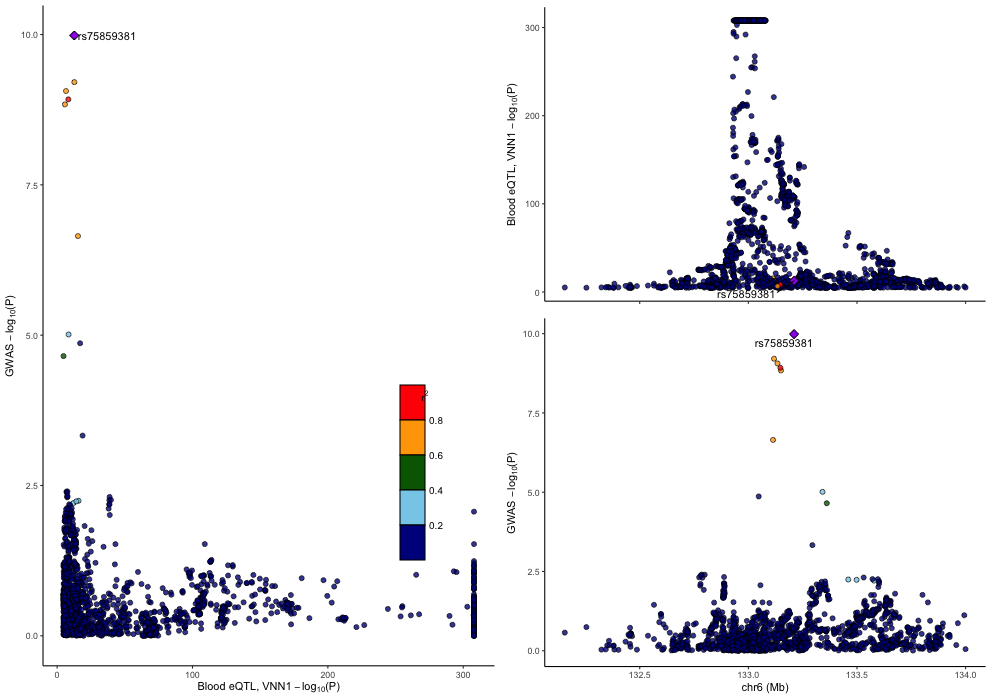 10.0
7.5
5.0
2.5
0.0
GWAS −log10(P)
rs75859381
r2
0.8
0.6
0.4
0.2
0
100
200
300
Blood eQTL, VNN1 −log10(P)
300
200
100
0
Blood eQTL, VNN1 −log10(P)
rs75859381
10.0
7.5
5.0
2.5
0.0
GWAS −log10(P)
rs75859381
132.5
133.0
133.5
134.0
chr6 (Mb)